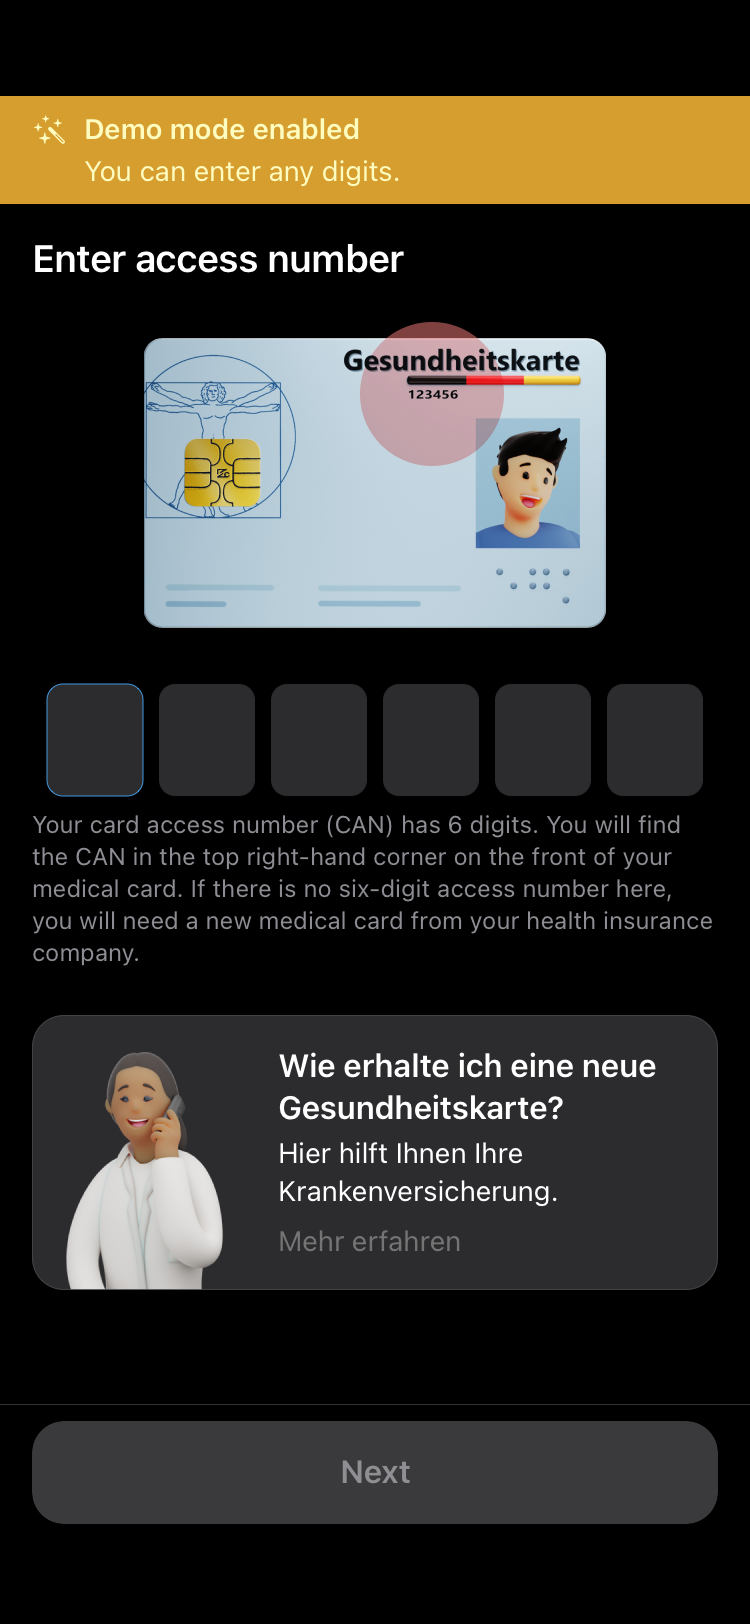 Demo mode enabled
You can enter any digits.
Enter access number
Gesundheitskarte
123456
Your card access number (CAN) has 6 digits. You will find
the CAN in the top right-hand corner on the front of your
medical card. If there is no six-digit access number here,
you will need a new medical card from your health insurance
company.
Wie erhalte ich eine neue
Gesundheitskarte?
Hier hilft Ihnen Ihre
Krankenversicherung.
Mehr erfahren
Next